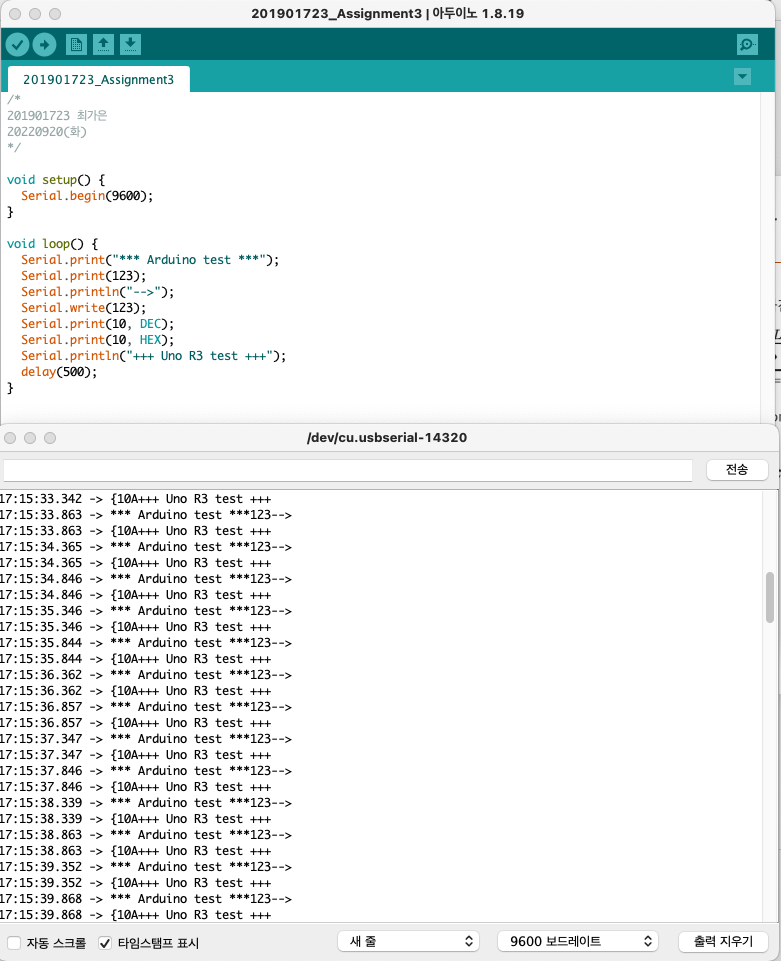 201901723_Assignment3 | 아두이노 1.8.19
201901723_Assignment3
/*
201901723 최가은
20220920(화)
*/
void setup() {
Serial.begin(9600);
}
void loop() {
Serial.print("*** Arduino test ***");
Serial.print(123);
Serial.println("-->");
Serial.write(123);
Serial.print(10, DEC);
Serial.print(10, HEX);
Serial.println("+++ Uno R3 test +++");
delay(500);
}
/dev/cu.usbserial-14320
전송
17:15:33.342 -> {10A+++ Uno R3 test +++
17:15:33.863 -> *** Arduino test ***123-->
17:15:33.863 -> {10A+++ Uno R3 test +++
17:15:34.365 -> *** Arduino test ***123-->
17:15:34.365 -> {10A+++ Uno R3 test +++
17:15:34.846 -> *** Arduino test ***123-->
17:15:34.846 -> {10A+++ Uno R3 test +++
17:15:35.346 -> *** Arduino test ***123-->
17:15:35.346 -> {10A+++ Uno R3 test +++
17:15:35.844 -> *** Arduino test ***123-->
17:15:35.844 -> {10A+++ Uno R3 test +++
17:15:36.362 -> *** Arduino test ***123-->
17:15:36.362 -> {10A+++ Uno R3 test +++
17:15:36.857 -> *** Arduino test ***123-->
17:15:36.857 -> {10A+++ Uno R3 test +++
17:15:37.347 -> *** Arduino test ***123-->
17:15:37.347 -> {10A+++ Uno R3 test +++
17:15:37.846 -> *** Arduino test ***123-->
17:15:37.846 -> {10A+++ Uno R3 test +++
17:15:38.339 -> *** Arduino test ***123-->
17:15:38.339 -> {10A+++ Uno R3 test +++
17:15:38.863 -> *** Arduino test ***123-->
17:15:38.863 -> {10A+++ Uno R3 test +++
17:15:39.352 -> *** Arduino test ***123-->
17:15:39.352 -> {10A+++ Uno R3 test +++
17:15:39.868 -> *** Arduino test ***123-->
17:15:39.868 -> {10A+++ Uno R3 test +++
자동 스크롤 타임스탬프 표시 새 줄 9600 보드레이트 출력 지우기